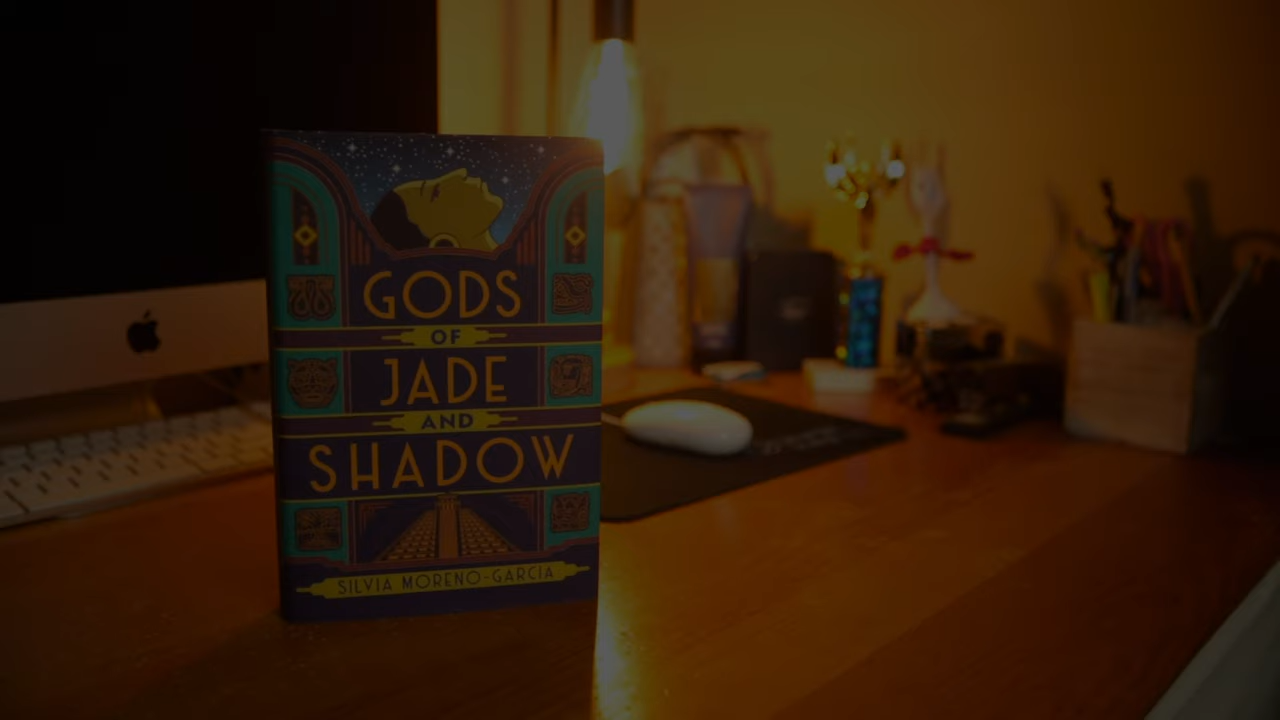 GODS
OF
JADE
AND
SHADOW
SILVIA MORENO-GARCIA